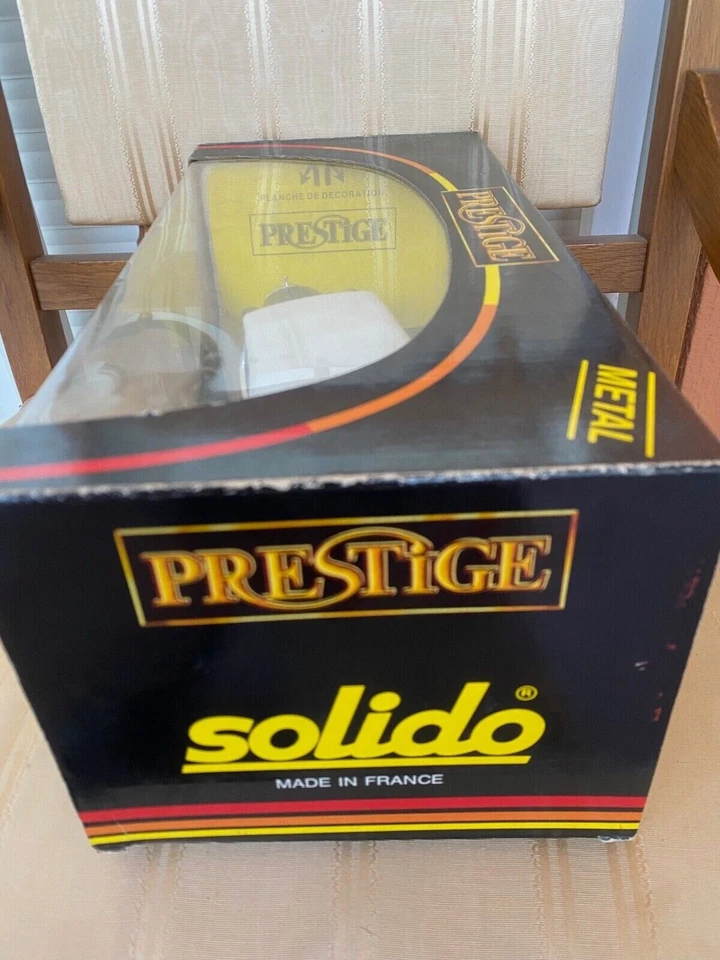 PLANCHE DE DECORATION
PRESTiGE
PRESTiGE
METAL
PRESTiGE
solido®
MADE IN FRANCE